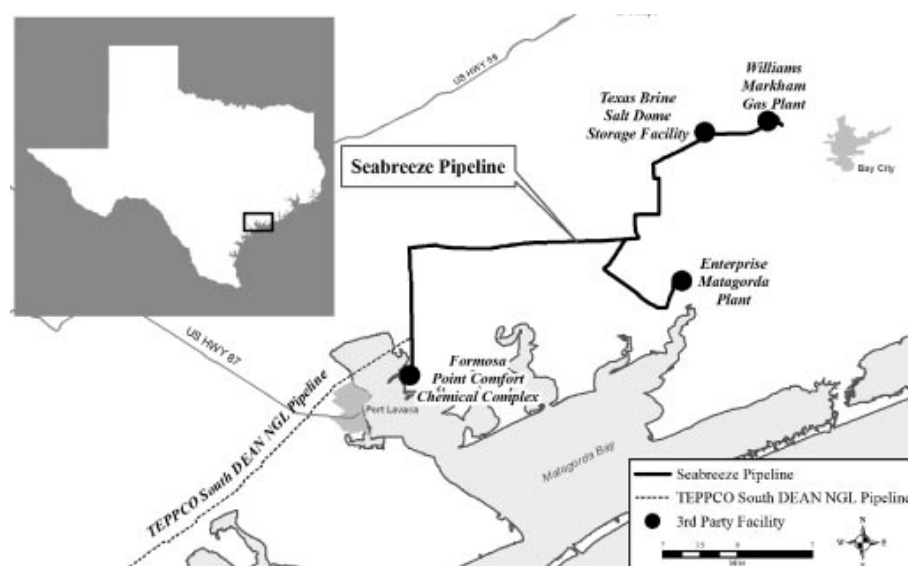 US HWY 59
Williams
Markham
Gas Plant
Texas Brine
Salt Dome
Storage Facility
Bay City
Seabreeze Pipeline
Enterprise
Matagorda
Plant
US HWY 87
Formosa
Point Comfort
Chemical Complex
Port Lavaca
TEPPCO South DEAN NGL Pipeline
Matagorda Bay
Seabreeze Pipeline
TEPPCO South DEAN NGL Pipeline
3rd Party Facility
N
W
E
S